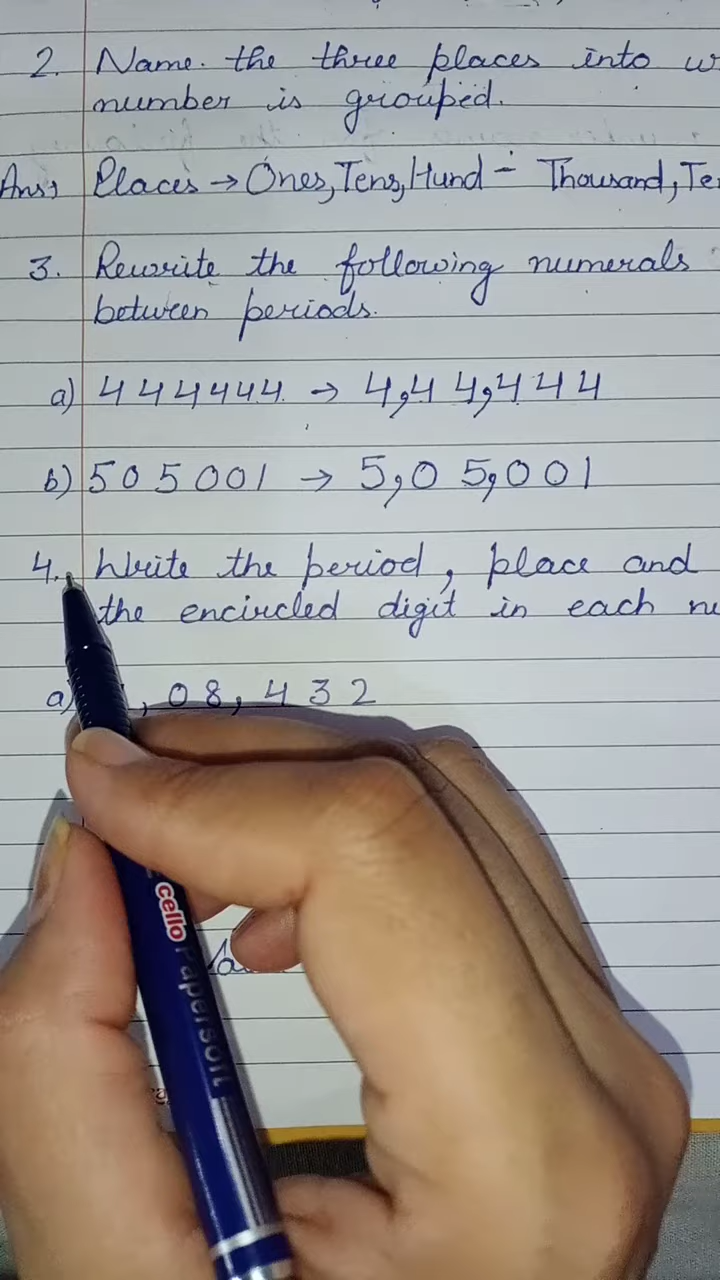 2. Name. the three places into w
number is grouped.
Ans, Places → Ones, Tens, Hund - Thousand, Te
3. Rewrite the following numerals
between periods.
a) 444444. → 4,44,444
b) 505001 → 5,05,001
4. Write the period, place and
the encircled digit in each nu
a) , 08, 432
cello Papersoft